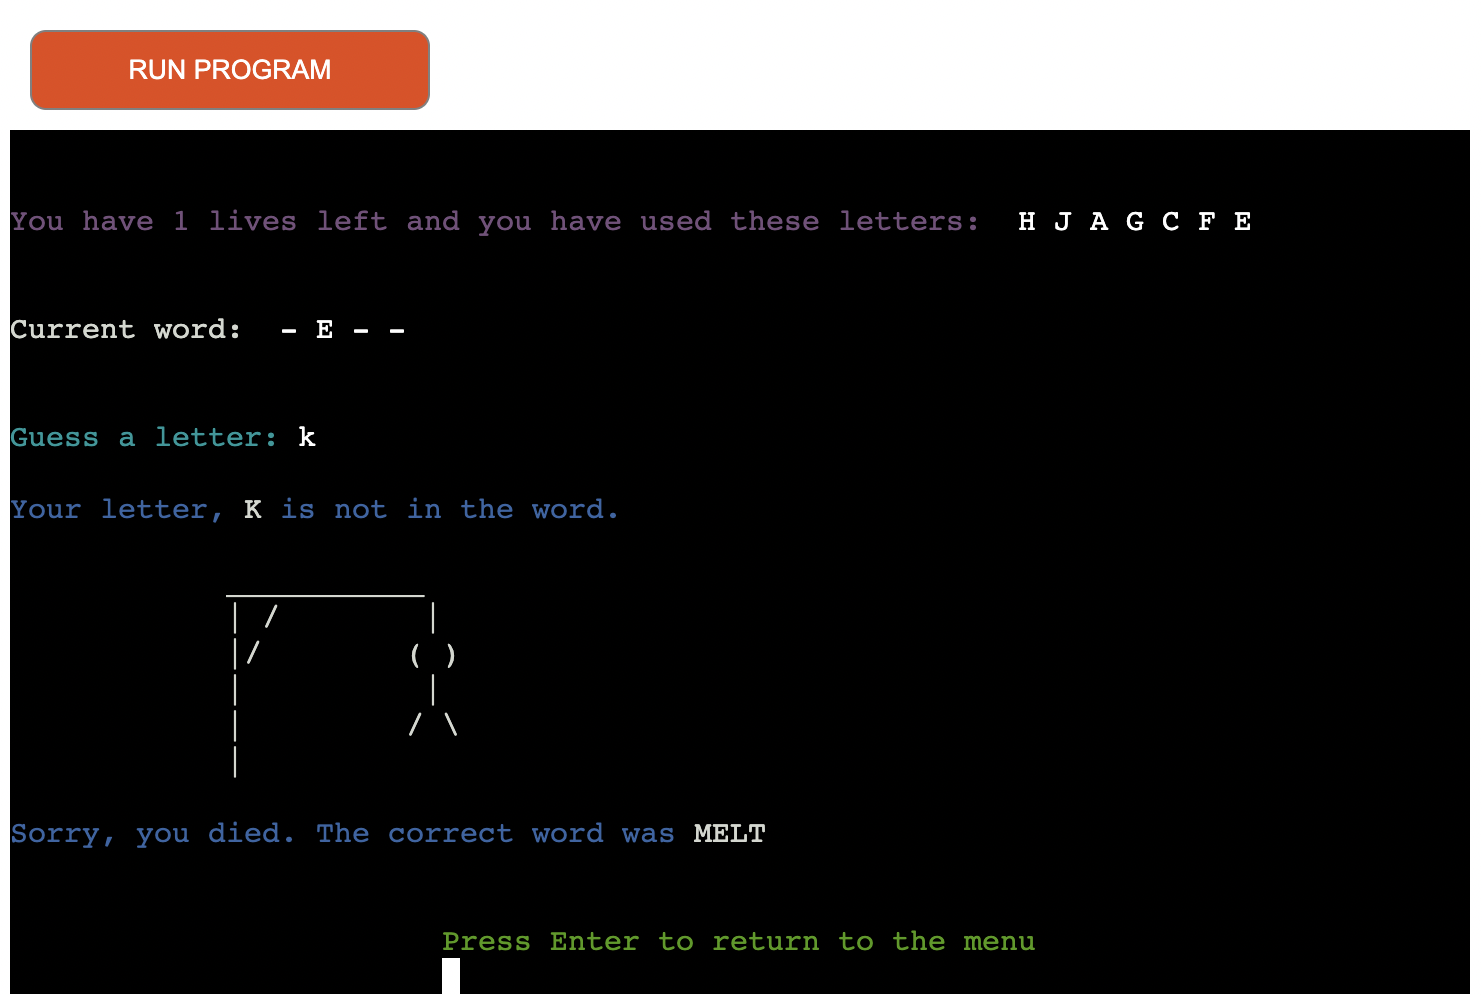 RUN PROGRAM
You have 1 lives left and you have used these letters:  H J A G C F E
Current word:  - E - -
Guess a letter: k
Your letter, K is not in the word.
___________
| /        |
|/        ( )
|          |
|         / \
|
Sorry, you died. The correct word was MELT
Press Enter to return to the menu